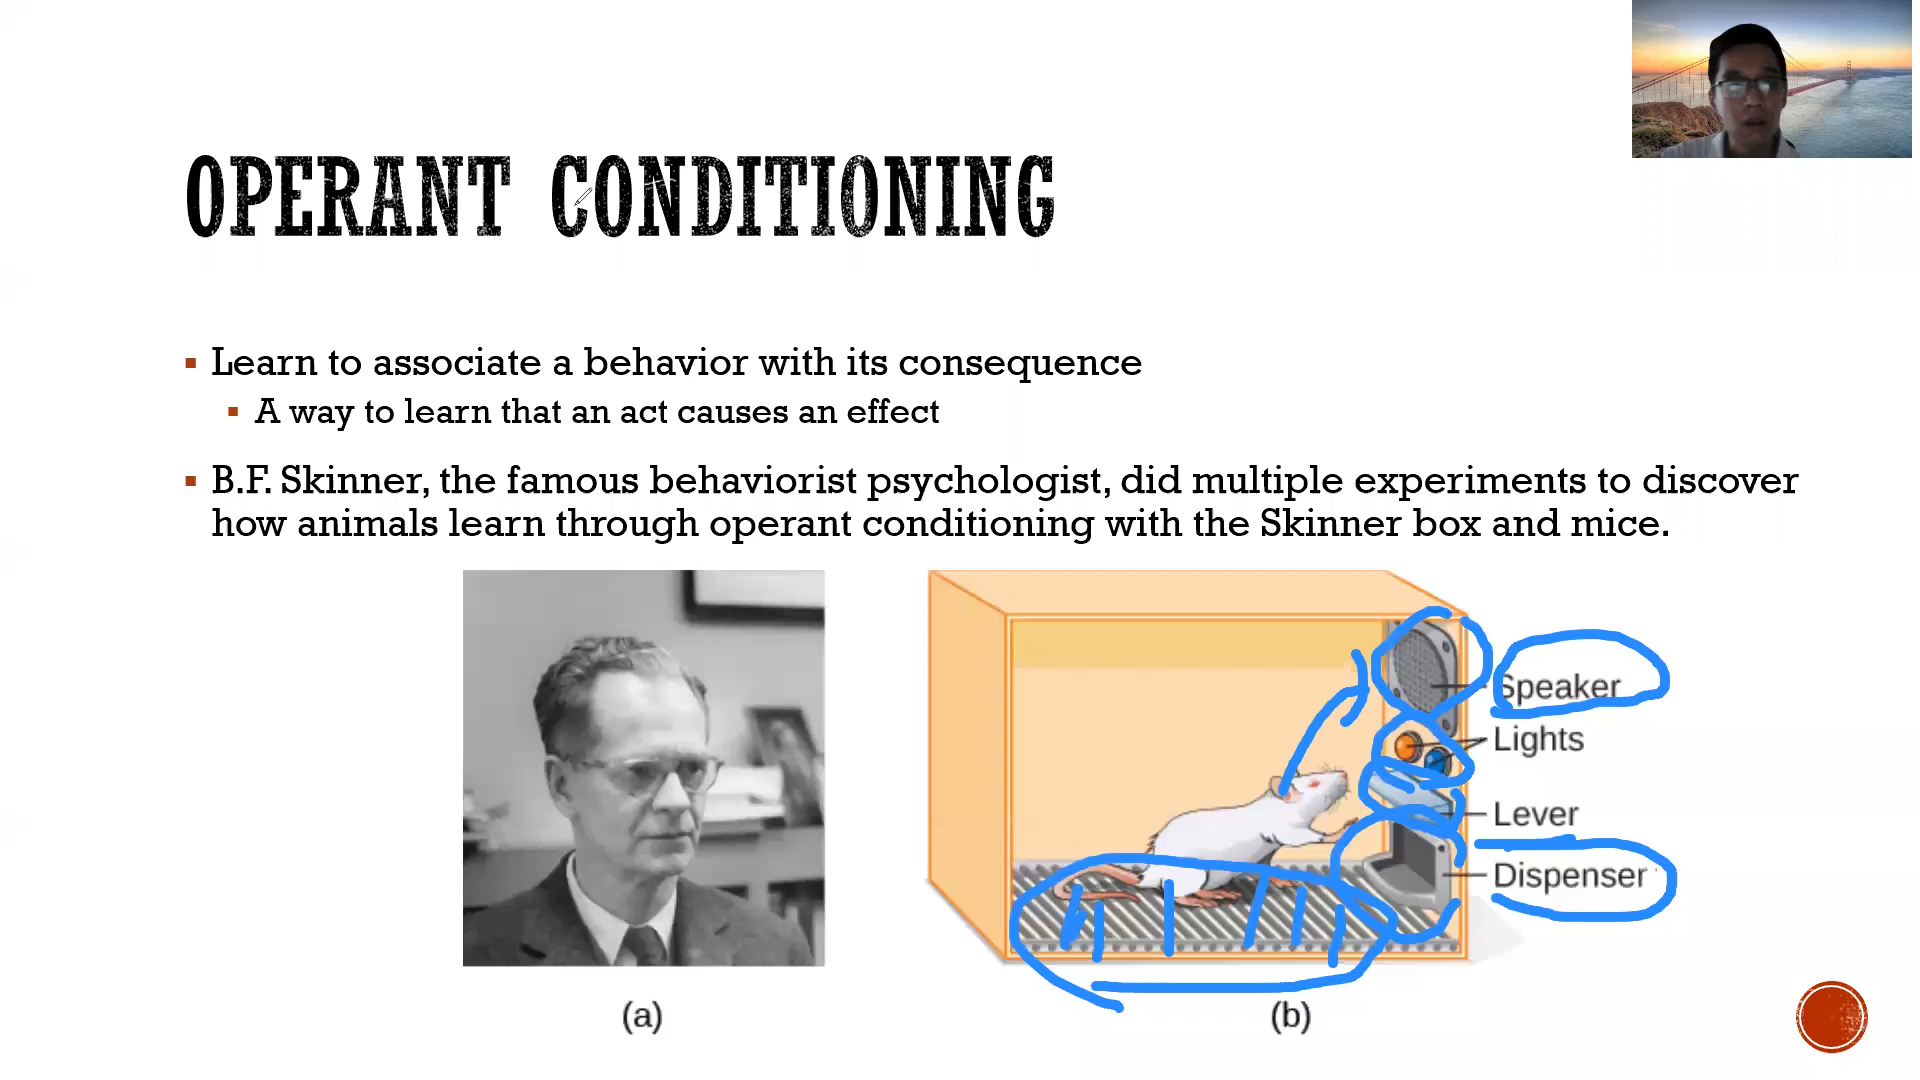 OPERANT CONDITIONING
Learn to associate a behavior with its consequence
A way to learn that an act causes an effect
B.F. Skinner, the famous behaviorist psychologist, did multiple experiments to discover
how animals learn through operant conditioning with the Skinner box and mice.
Speaker
Lights
Lever
Dispenser
(a)
(b)